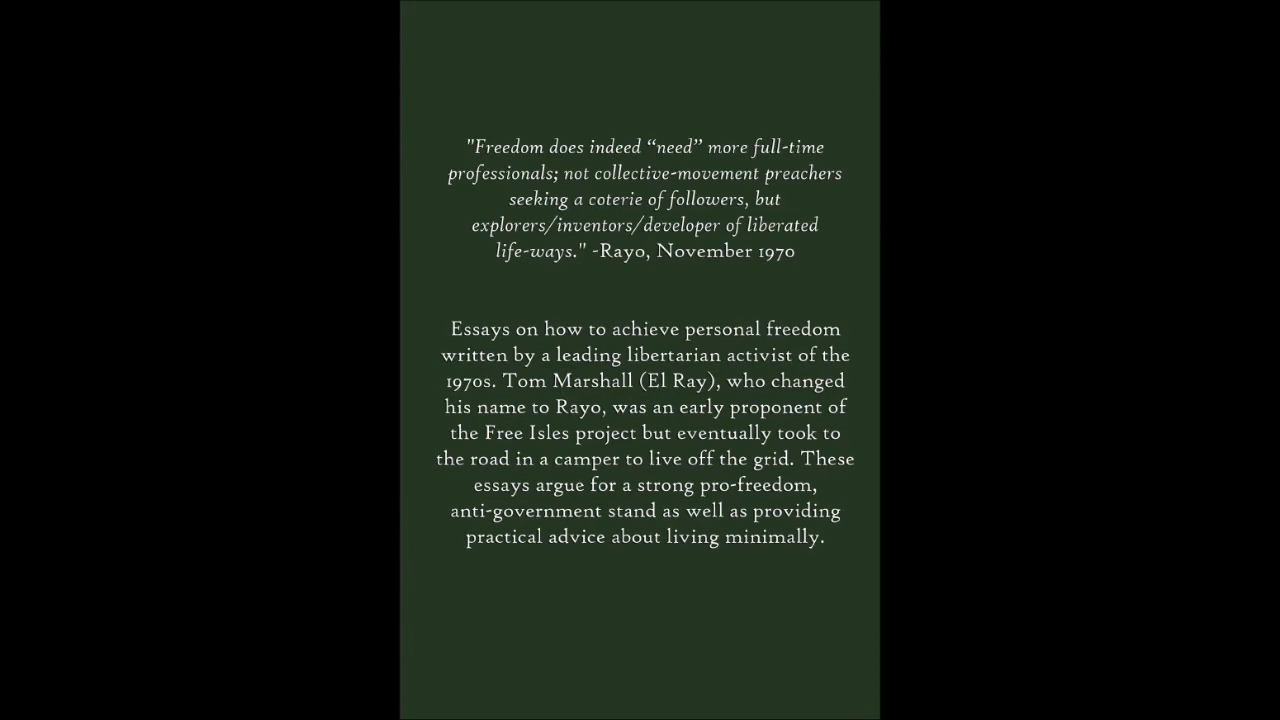 "Freedom does indeed “need” more full-time
professionals; not collective-movement preachers
seeking a coterie of followers, but
explorers/inventors/developer of liberated
life-ways." -Rayo, November 1970
Essays on how to achieve personal freedom
written by a leading libertarian activist of the
1970s. Tom Marshall (El Ray), who changed
his name to Rayo, was an early proponent of
the Free Isles project but eventually took to
the road in a camper to live off the grid. These
essays argue for a strong pro-freedom,
anti-government stand as well as providing
practical advice about living minimally.